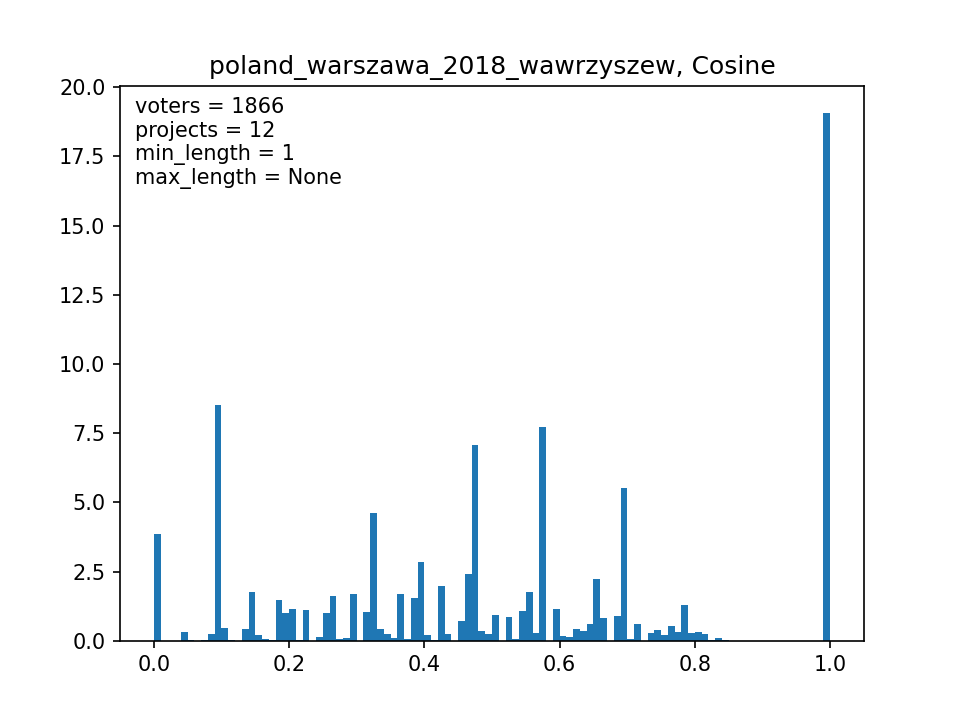 poland_warszawa_2018_wawrzyszew, Cosine
20.0
voters = 1866
projects = 12
17.5
min_length = 1
max_length = None
15.0
12.5
10.0
7.5
5.0
2.5
0.0
0.0 0.2 0.4 0.6 0.8 1.0